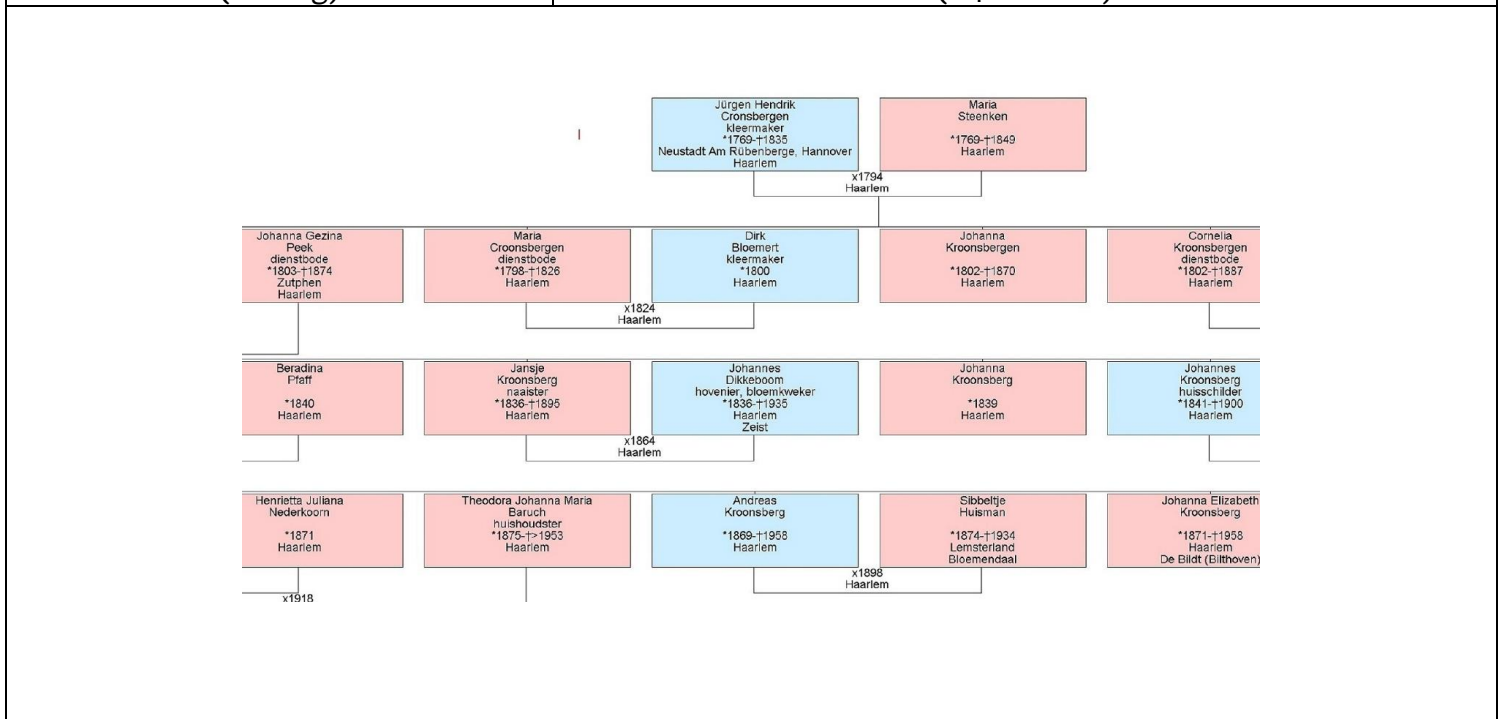 Jürgen Hendrik
Cronsbergen
kleermaker
*1769-†1835
Neustadt Am Rübenberge, Hannover
Haarlem
Maria
Steenken
*1769-†1849
Haarlem
x1794
Haarlem
Johanna Gezina
Peek
dienstbode
*1803-†1874
Zutphen
Haarlem
Maria
Croonsbergen
dienstbode
*1798-†1826
Haarlem
Dirk
Bloemert
kleermaker
*1800
Haarlem
Johanna
Kroonsbergen
*1802-†1870
Haarlem
Cornelia
Kroonsbergen
dienstbode
*1802-†1887
Haarlem
x1824
Haarlem
Beradina
Pfaff
*1840
Haarlem
Jansje
Kroonsberg
naaister
*1836-†1895
Haarlem
Johannes
Dikkeboom
hovenier, bloemkweker
*1836-†1935
Haarlem
Zeist
Johanna
Kroonsberg
*1839
Haarlem
Johannes
Kroonsberg
huisschilder
*1841-†1900
Haarlem
x1864
Haarlem
Henrietta Juliana
Nederkoorn
*1871
Haarlem
Theodora Johanna Maria
Baruch
huishoudster
*1875-†>1953
Haarlem
Andreas
Kroonsberg
*1869-†1958
Haarlem
Sibbeltje
Huisman
*1874-†1934
Lemsterland
Bloemendaal
Johanna Elizabeth
Kroonsberg
*1871-†1958
Haarlem
De Bildt (Bilthoven)
x1898
Haarlem
x1918